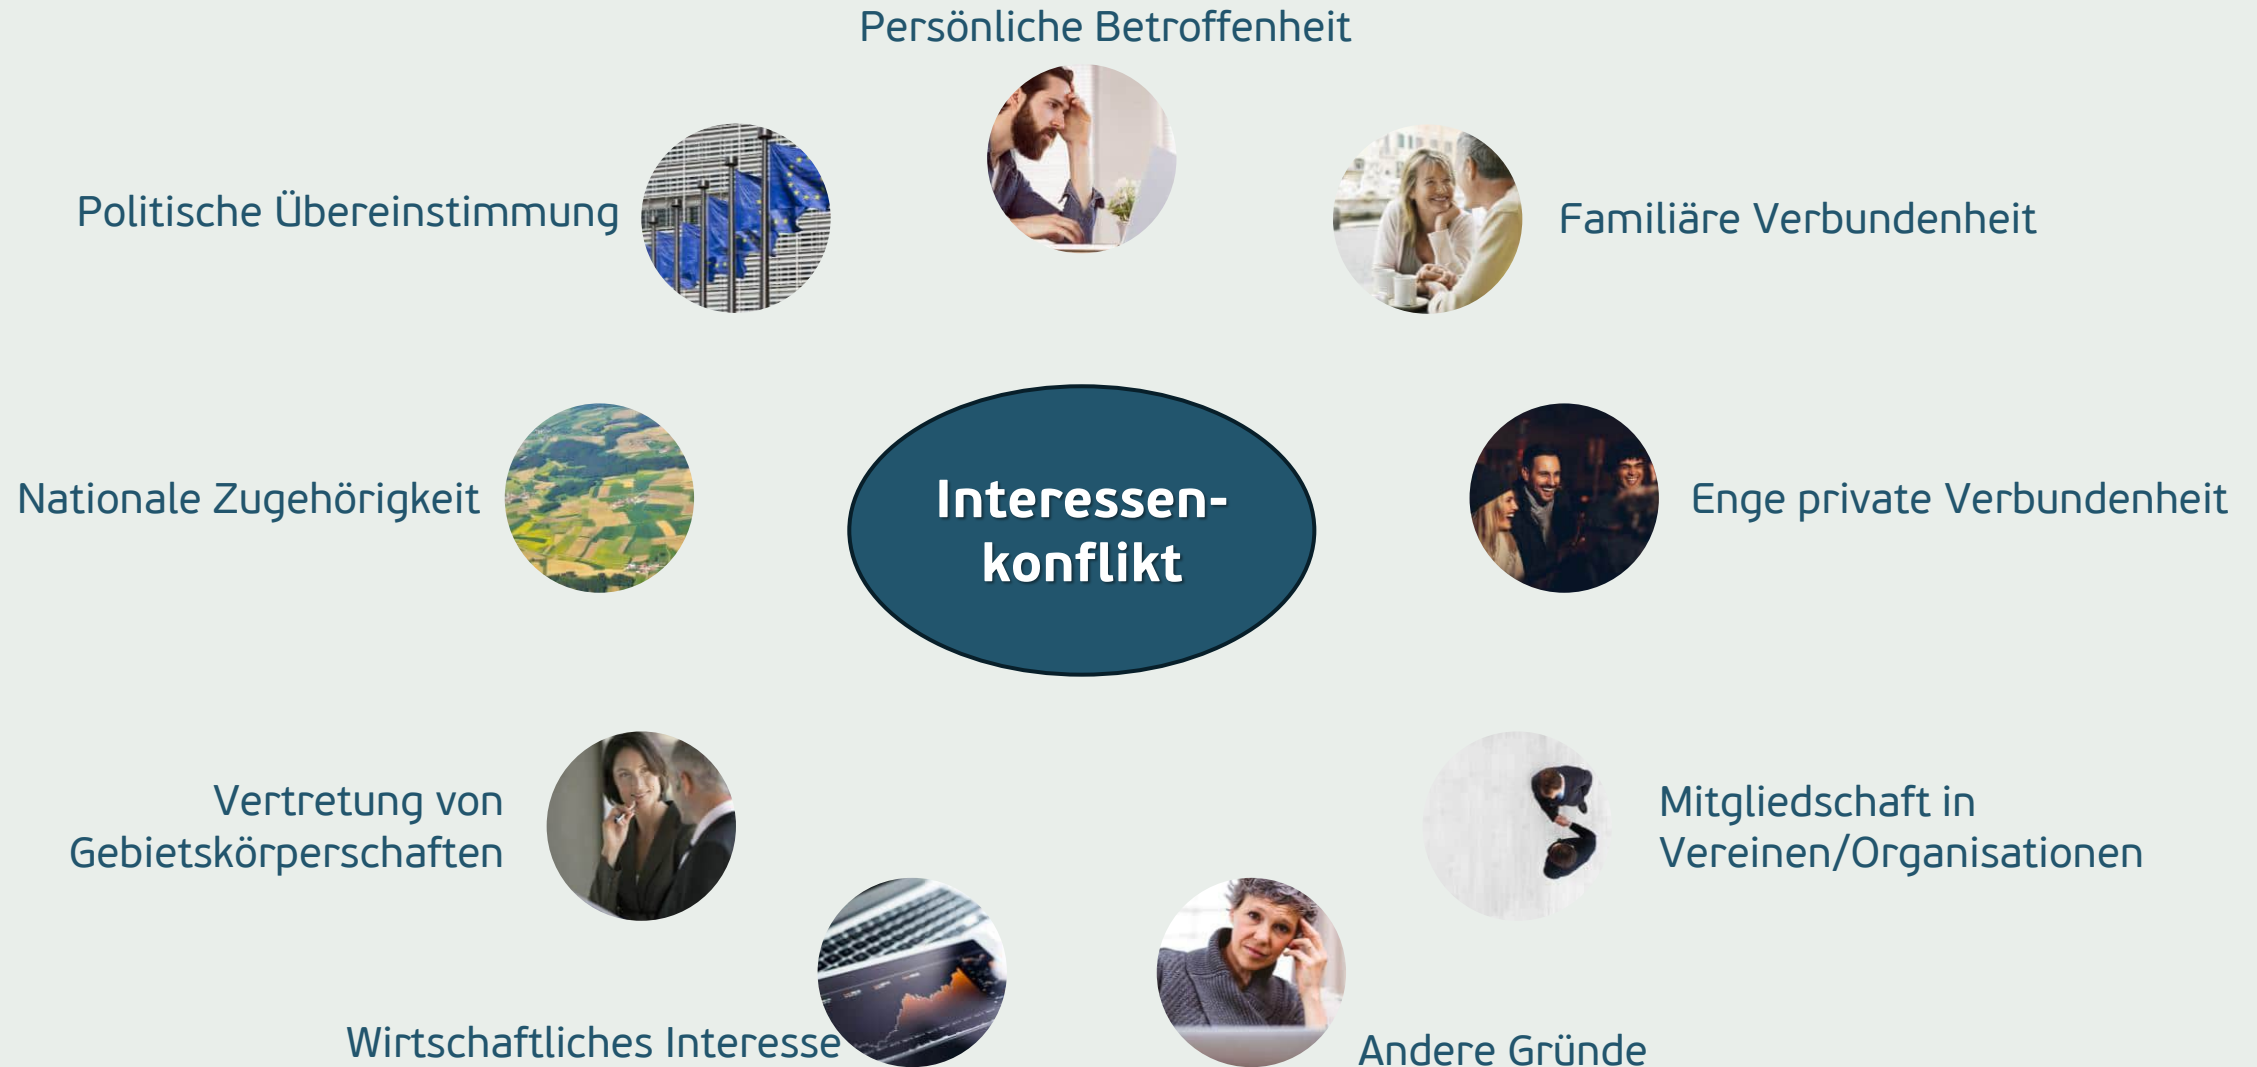 Persönliche Betroffenheit
Politische Übereinstimmung
Familiäre Verbundenheit
Nationale Zugehörigkeit
Interessen-
konflikt
Enge private Verbundenheit
Vertretung von
Gebietskörperschaften
Mitgliedschaft in
Vereinen/Organisationen
Wirtschaftliches Interesse
Andere Gründe